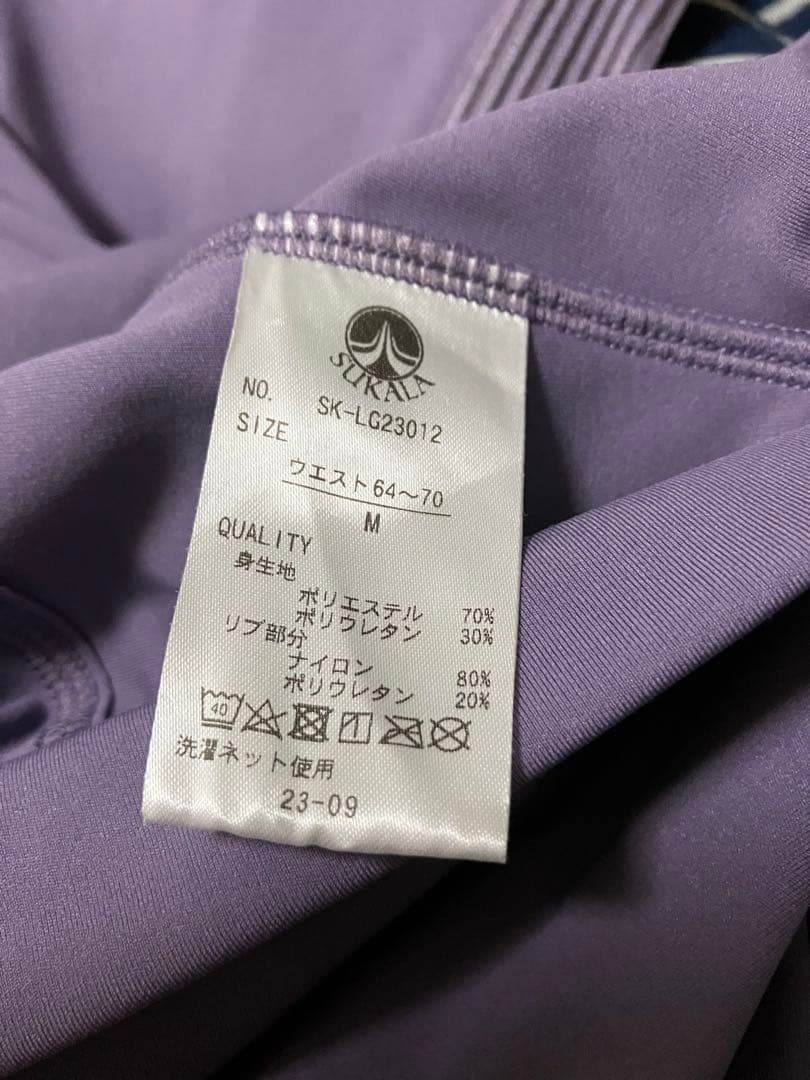 SUKALA
NO. SK-LG23012
SIZE
ウエスト64～70
M
QUALITY
身生地
ポリエステル 70%
ポリウレタン 30%
リブ部分
ナイロン 80%
ポリウレタン 20%
40
洗濯ネット使用
23-09